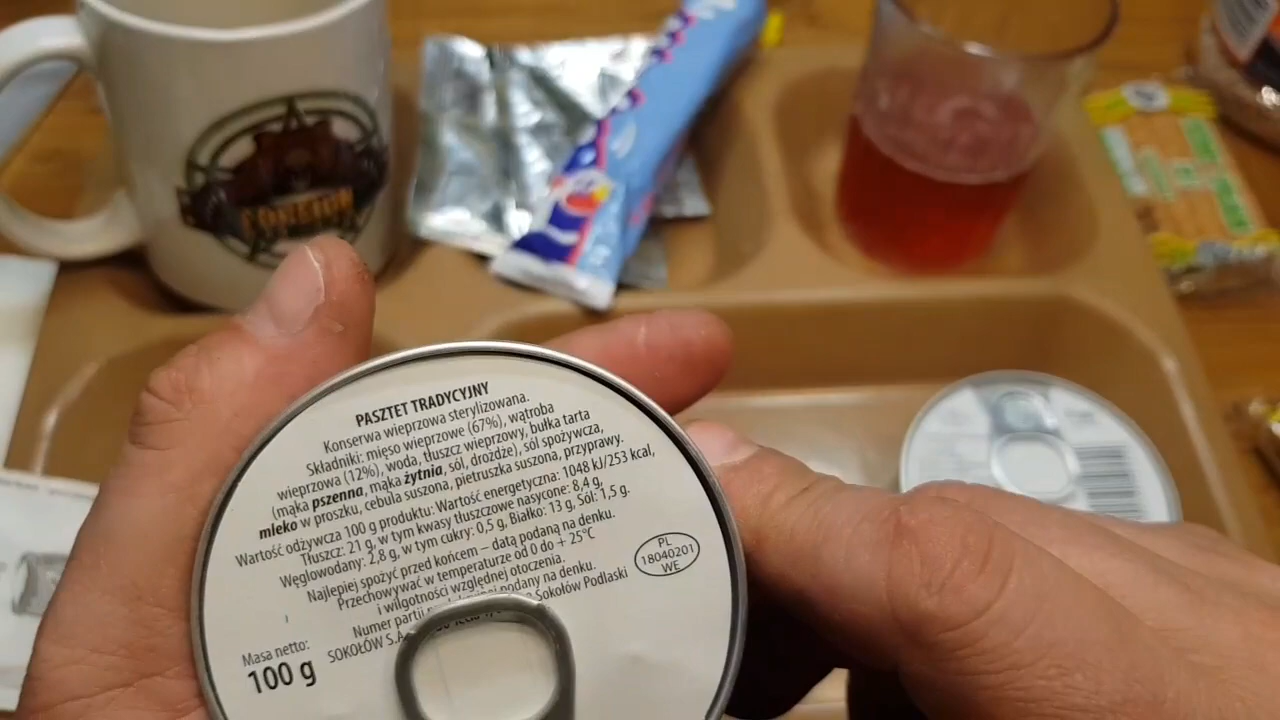 PASZTET TRADYCYJNY
Konserwa wieprzowa sterylizowana.
Składniki: mięso wieprzowe (67%), wątroba
wieprzowa (12%), woda, tłuszcz wieprzowy, bułka tarta
(mąka pszenna, mąka żytnia, sól, drożdże), sól spożywcza,
mleko w proszku, cebula suszona, pietruszka suszona, przyprawy.
Wartość odżywcza 100 g produktu: Wartość energetyczna: 1048 kJ/253 kcal,
Tłuszcz: 21 g, w tym kwasy tłuszczowe nasycone: 8,4 g,
Węglowodany: 2,8 g, w tym cukry: 0,5 g, Białko: 13 g, Sól: 1,5 g.
Najlepiej spożyć przed końcem – data podana na denku.
Przechowywać w temperaturze od 0 do + 25°C
i wilgotności względnej otoczenia.
Numer partii podany na denku.
SOKOŁÓW S.A. Sokołów Podlaski
PL
18040201
WE
Masa netto:
100 g